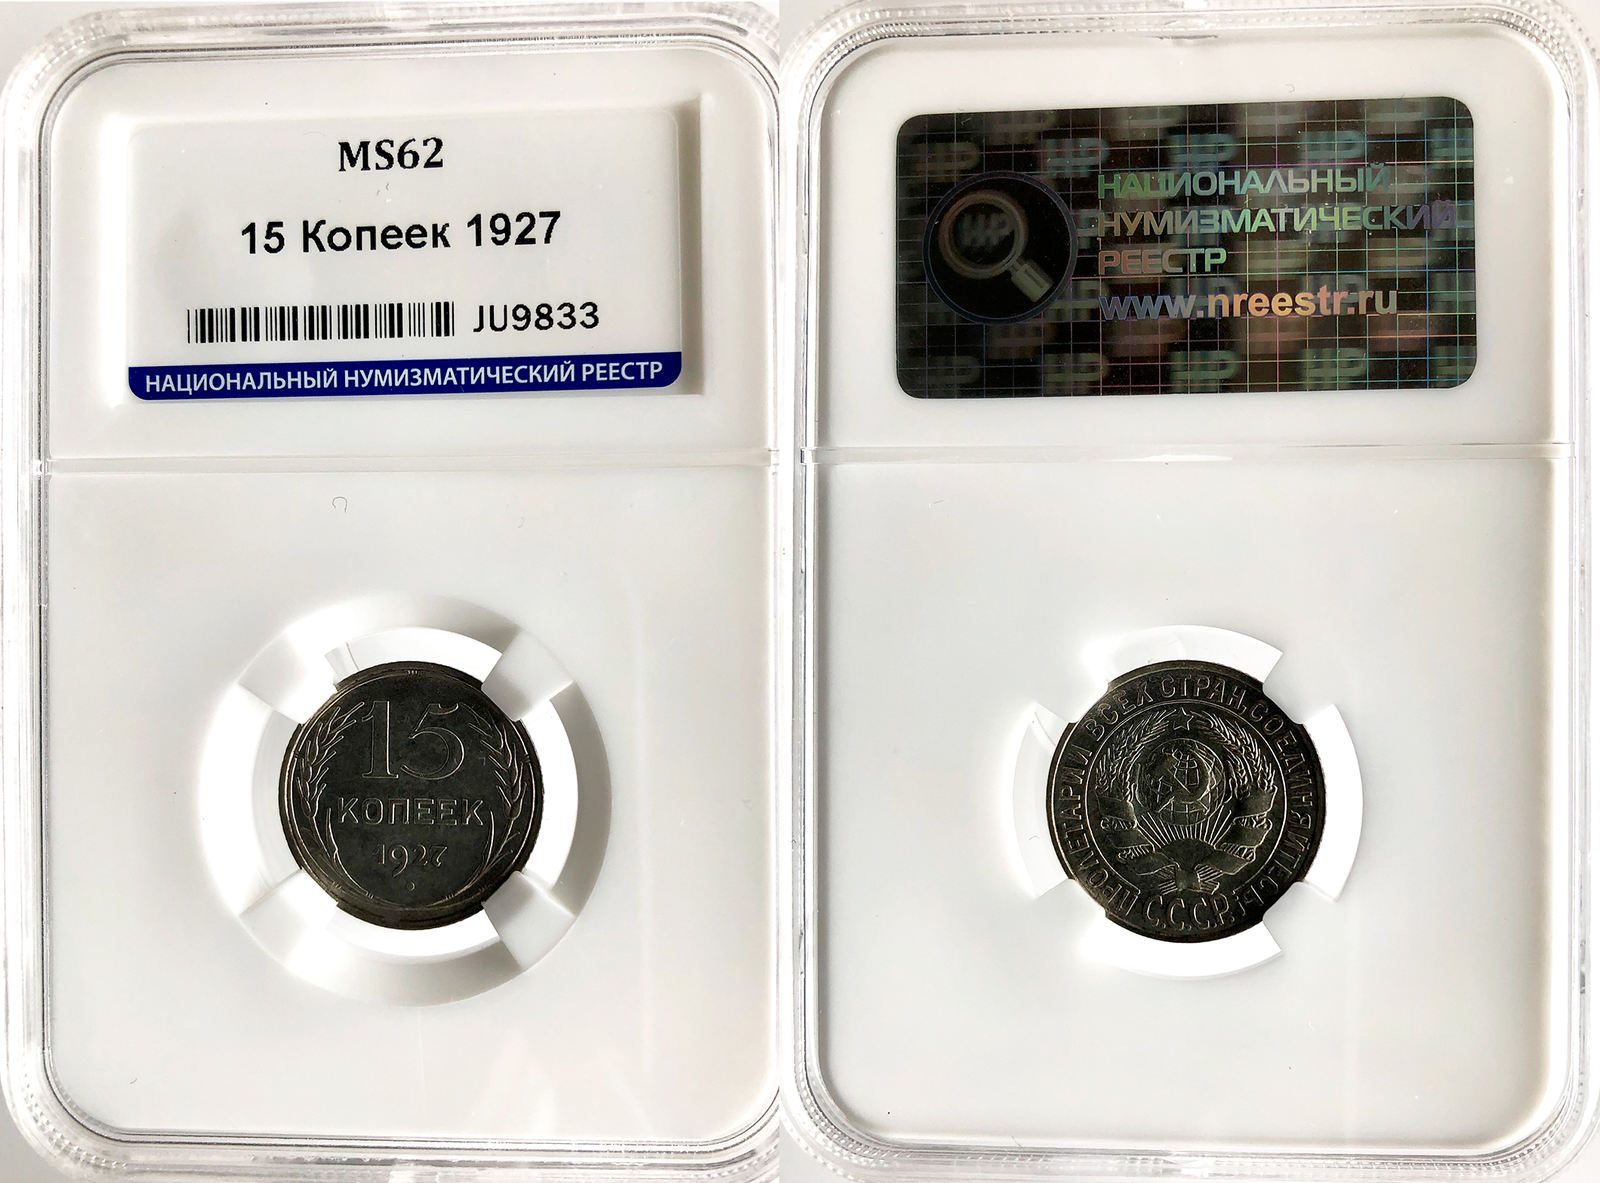 MS62
15 Копеек 1927
JU9833
НАЦИОНАЛЬНЫЙ НУМИЗМАТИЧЕСКИЙ РЕЕСТР
15
КОПЕЕК
1927
НАЦИОНАЛЬНЫЙ
НУМИЗМАТИЧЕСКИЙ
РЕЕСТР
www.nreestr.ru
ПРОЛЕТАРИИ ВСЕХ СТРАН, СОЕДИНЯЙТЕСЬ!
С.С.С.Р.